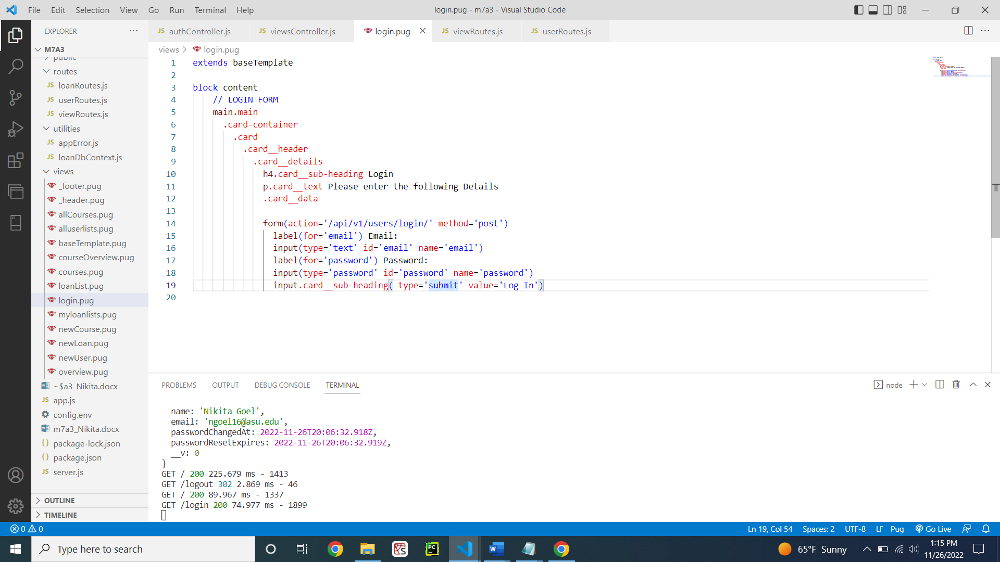 File Edit Selection View Go Run Terminal Help
login.pug - m7a3 - Visual Studio Code
EXPLORER
M7A3
public
routes
JS loanRoutes.js
JS userRoutes.js
JS viewRoutes.js
utilities
JS appError.js
JS loanDbContext.js
views
_footer.pug
_header.pug
allCourses.pug
alluserlists.pug
baseTemplate.pug
courseOverview.pug
courses.pug
loanList.pug
login.pug
myloanlists.pug
newCourse.pug
newLoan.pug
newUser.pug
overview.pug
~$a3_Nikita.docx
JS app.js
config.env
m7a3_Nikita.docx
{} package-lock.json
{} package.json
JS server.js
OUTLINE
TIMELINE
JS authController.js
JS viewsController.js
login.pug
JS viewRoutes.js
JS userRoutes.js
views > login.pug
1 extends baseTemplate
2
3 block content
4 // LOGIN FORM
5 main.main
6 .card-container
7 .card
8 .card__header
9 .card__details
10 h4.card__sub-heading Login
11 p.card__text Please enter the following Details
12 .card__data
13
14 form(action='/api/v1/users/login/' method='post')
15 label(for='email') Email:
16 input(type='text' id='email' name='email')
17 label(for='password') Password:
18 input(type='password' id='password' name='password')
19 input.card__sub-heading( type='submit' value='Log In')
20
PROBLEMS OUTPUT DEBUG CONSOLE TERMINAL
node
name: 'Nikita Goel',
email: 'ngoel16@asu.edu',
passwordChangedAt: 2022-11-26T20:06:32.918Z,
passwordResetExpires: 2022-11-26T20:06:32.919Z,
__v: 0
}
GET / 200 225.679 ms - 1413
GET /logout 302 2.869 ms - 46
GET / 200 89.967 ms - 1337
GET /login 200 74.977 ms - 1899
0 0
Ln 19, Col 54 Spaces: 2 UTF-8 LF Pug Go Live
Type here to search
PC
W
65°F Sunny
1:15 PM
11/26/2022